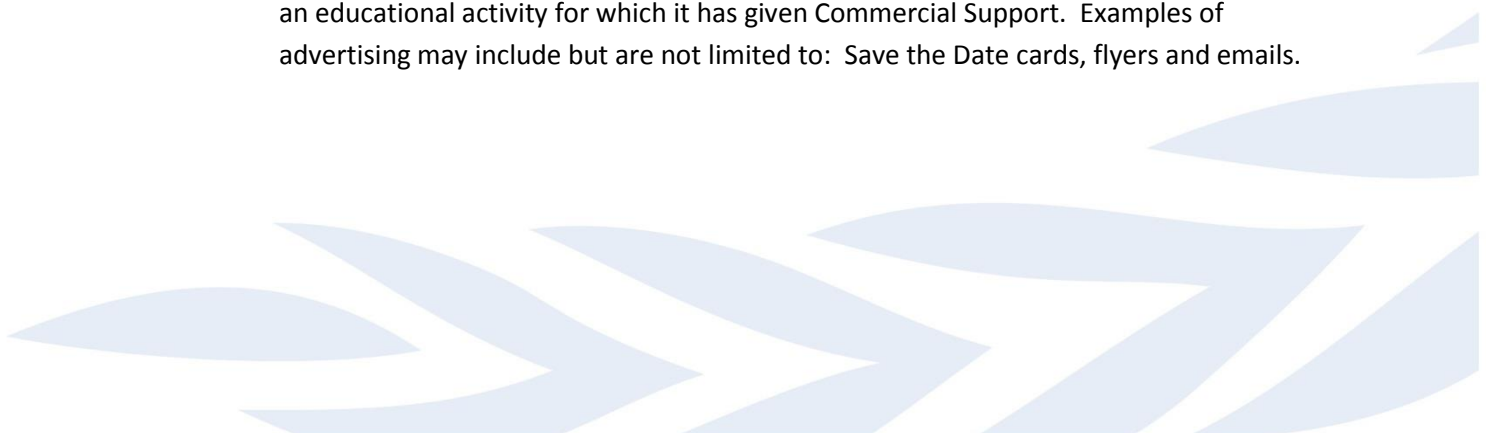 an educational activity for which it has given Commercial Support.  Examples of
advertising may include but are not limited to:  Save the Date cards, flyers and emails.